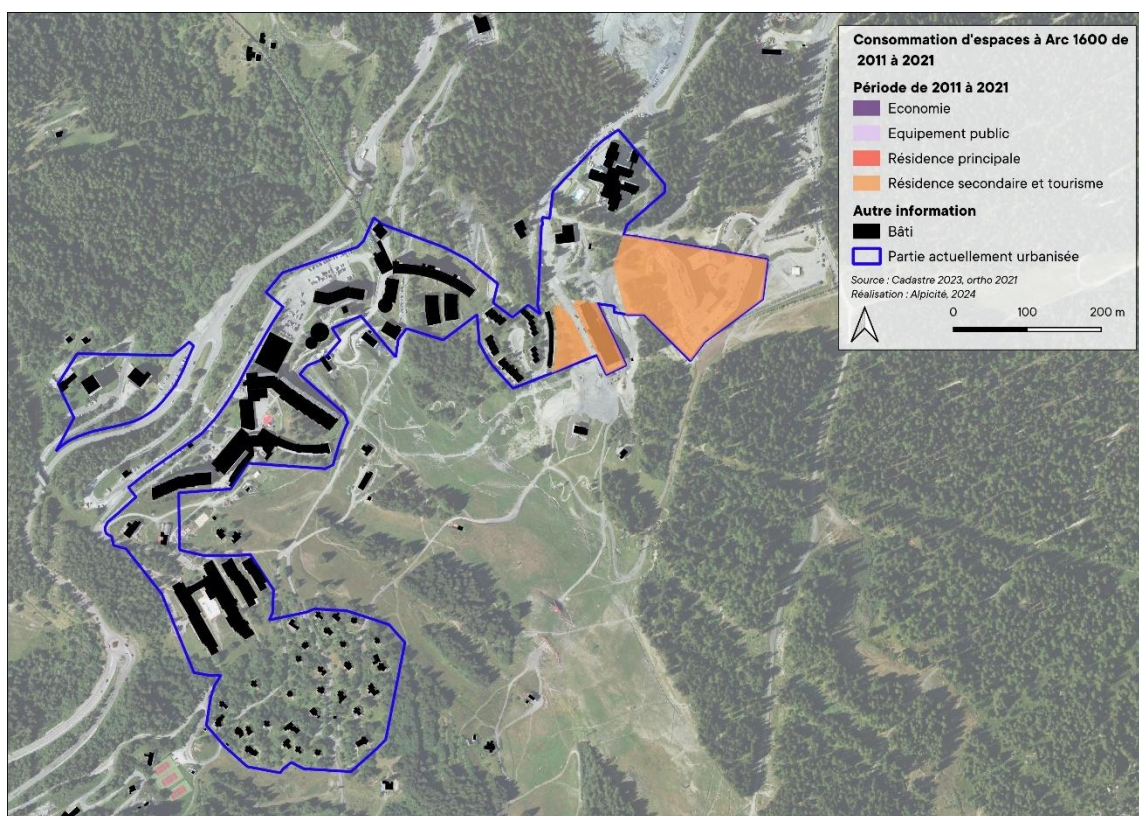 Consommation d'espaces à Arc 1600 de
2011 à 2021
Période de 2011 à 2021
Economie
Equipement public
Résidence principale
Résidence secondaire et tourisme
Autre information
Bâti
Partie actuellement urbanisée
Source : Cadastre 2023, ortho 2021
Réalisation : Alpicité, 2024
0 100 200 m